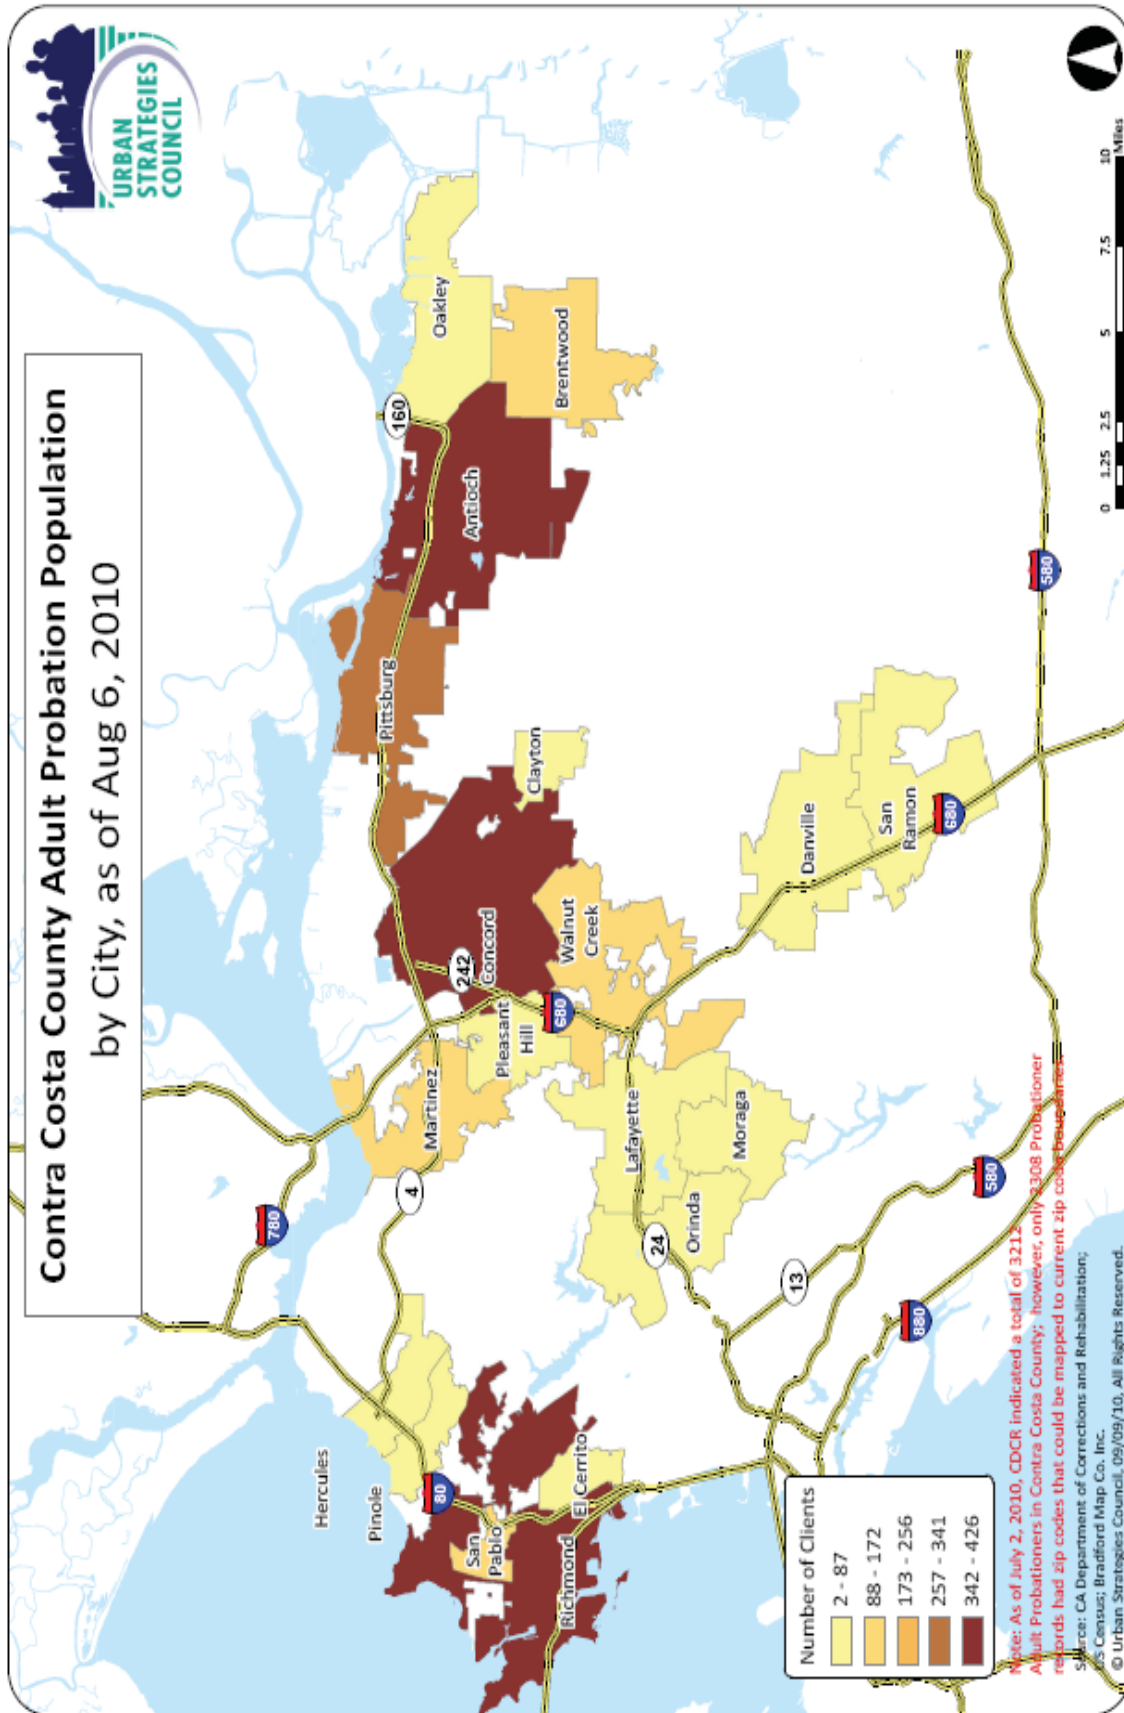 Contra Costa County Adult Probation Population
by City, as of Aug 6, 2010
URBAN
STRATEGIES
COUNCIL
780
160
4
242
Hercules
Pinole
80
San
Pablo
Richmond
El Cerrito
Martinez
Pleasant
Hill
Concord
680
Walnut
Creek
Clayton
Pittsburg
Antioch
Oakley
Brentwood
Lafayette
Orinda
Moraga
24
13
Danville
San
Ramon
680
580
580
880
Number of Clients
2 - 87
88 - 172
173 - 256
257 - 341
342 - 426
Note: As of July 2, 2010, CDCR indicated a total of 3212
Adult Probationers in Contra Costa County; however, only 2308 Probationer
records had zip codes that could be mapped to current zip code boundaries.
Source: CA Department of Corrections and Rehabilitation;
US Census; Bradford Map Co. Inc.
© Urban Strategies Council, 09/09/10, All Rights Reserved.
0 1.25 2.5 5 7.5 10
Miles